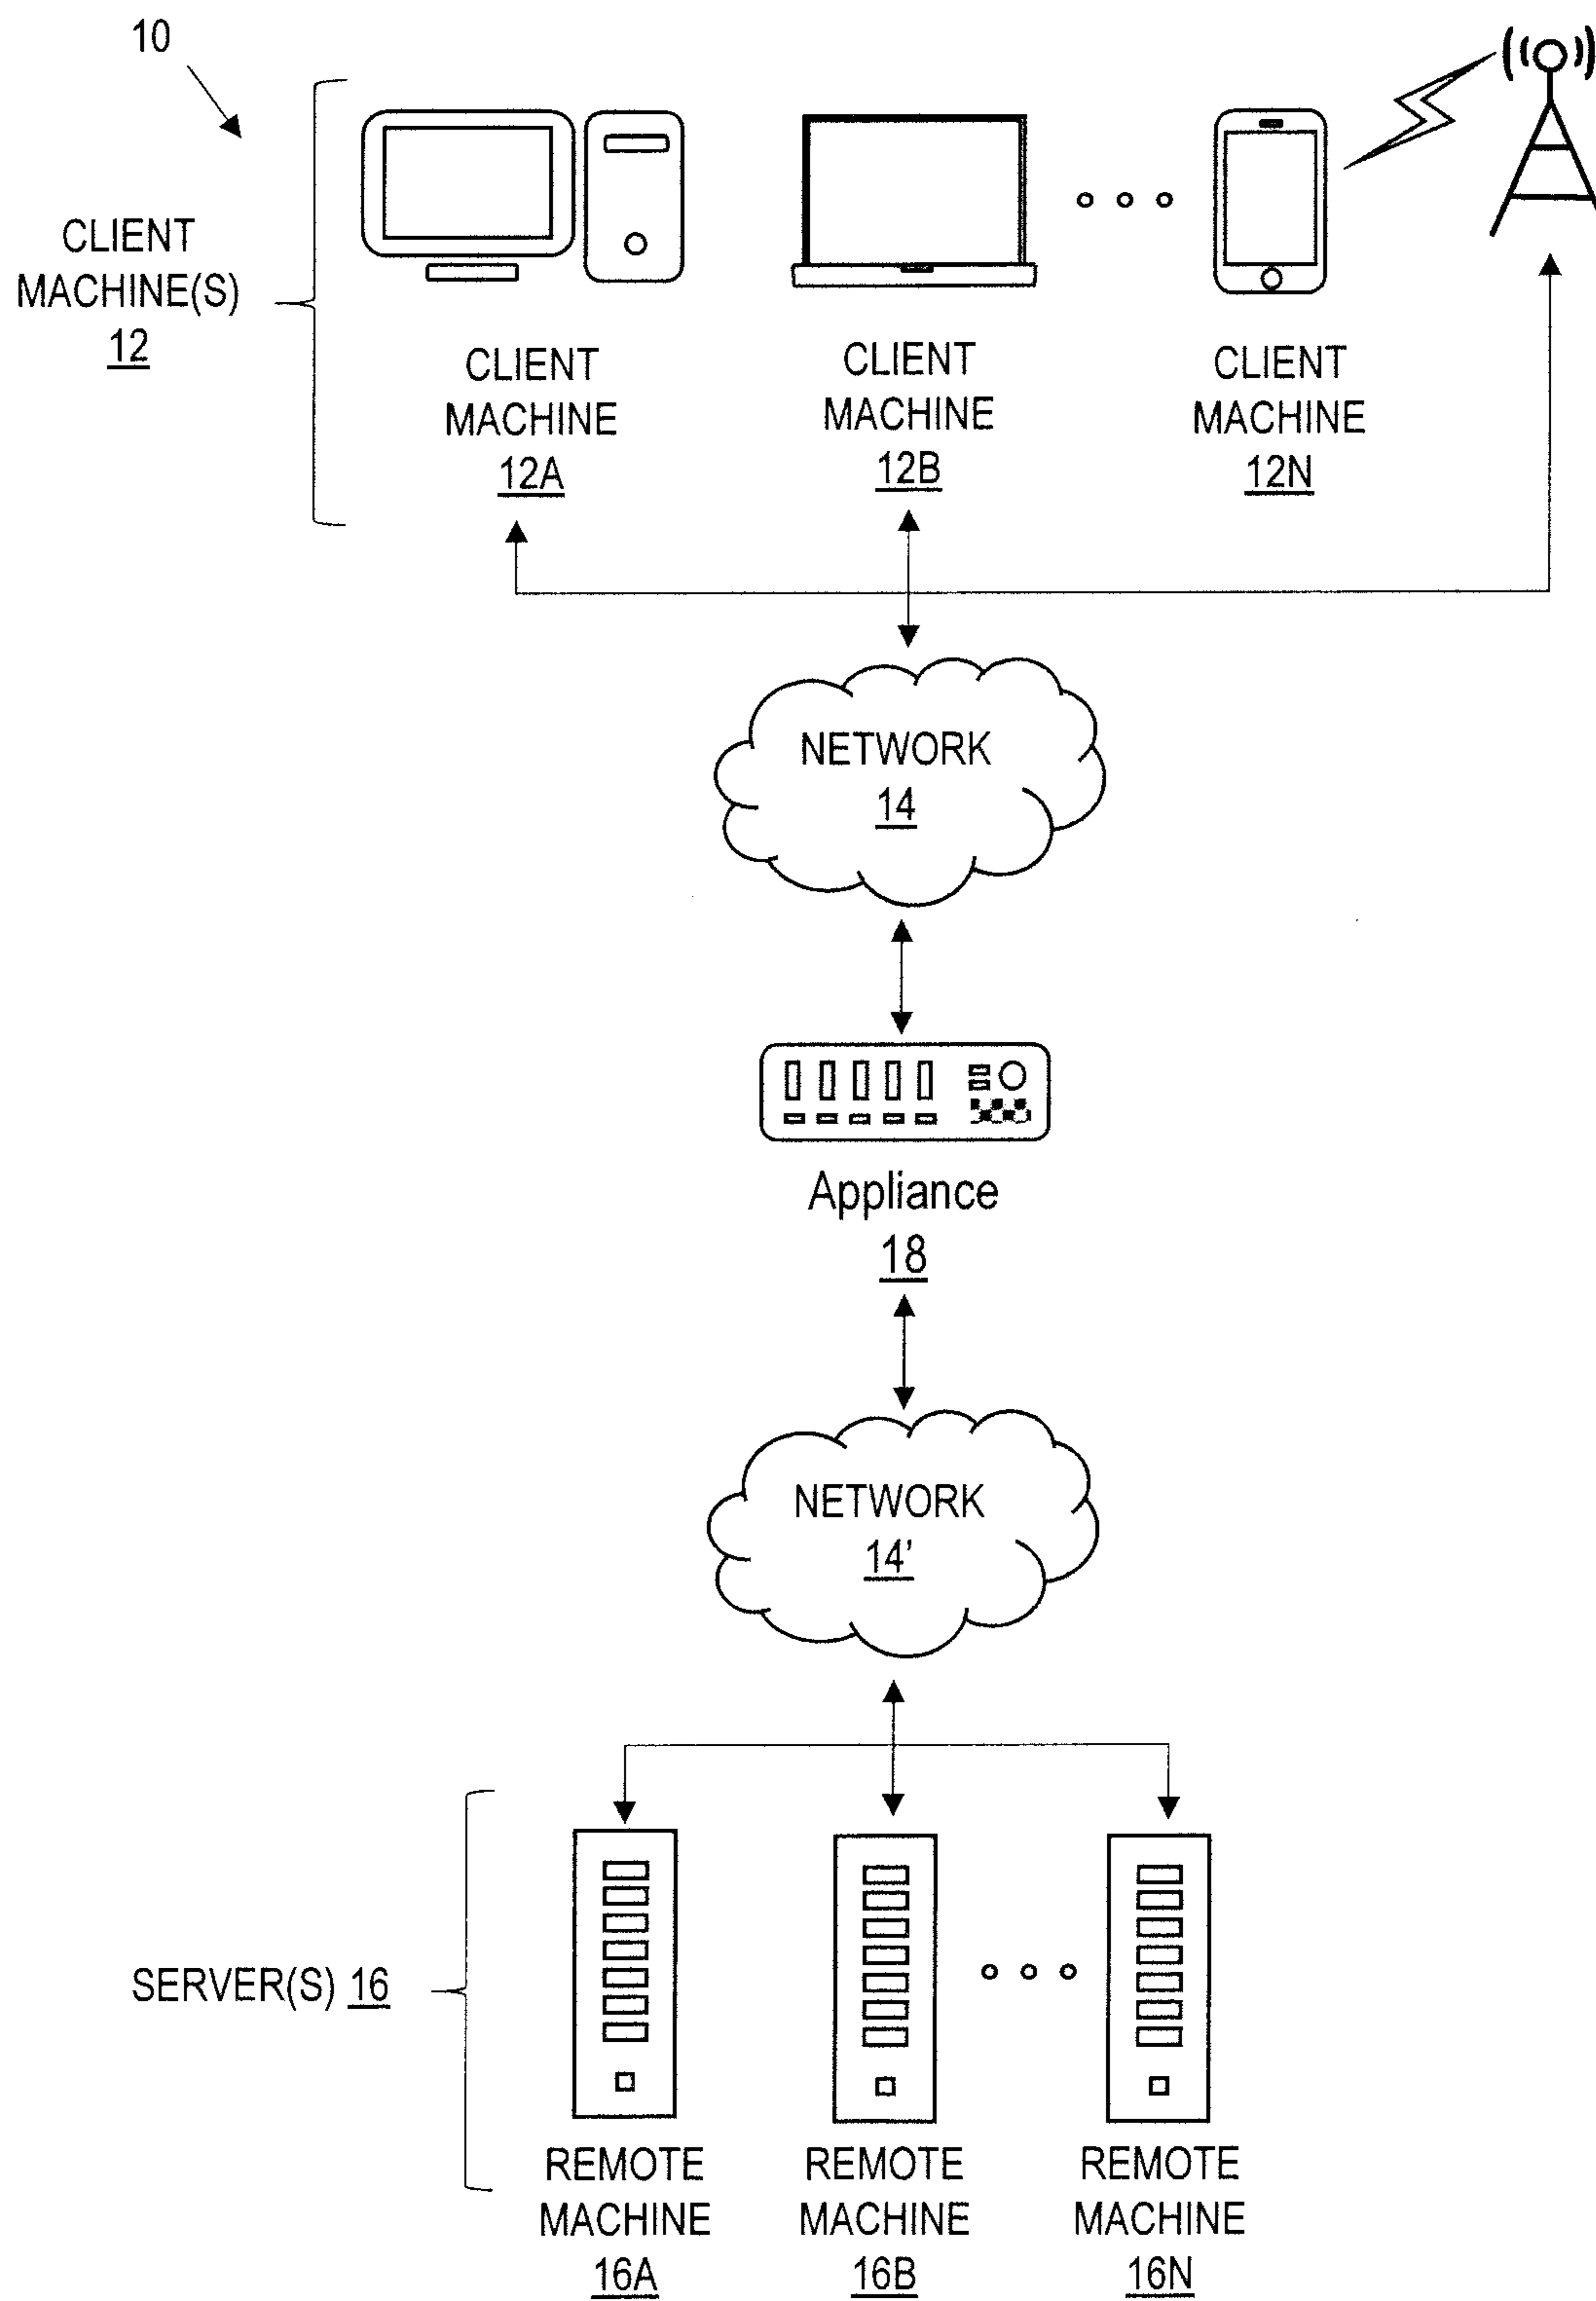 10
CLIENT
MACHINE(S)
12
CLIENT
MACHINE
12A
CLIENT
MACHINE
12B
CLIENT
MACHINE
12N
NETWORK
14
Appliance
18
NETWORK
14'
SERVER(S) 16
REMOTE
MACHINE
16A
REMOTE
MACHINE
16B
REMOTE
MACHINE
16N